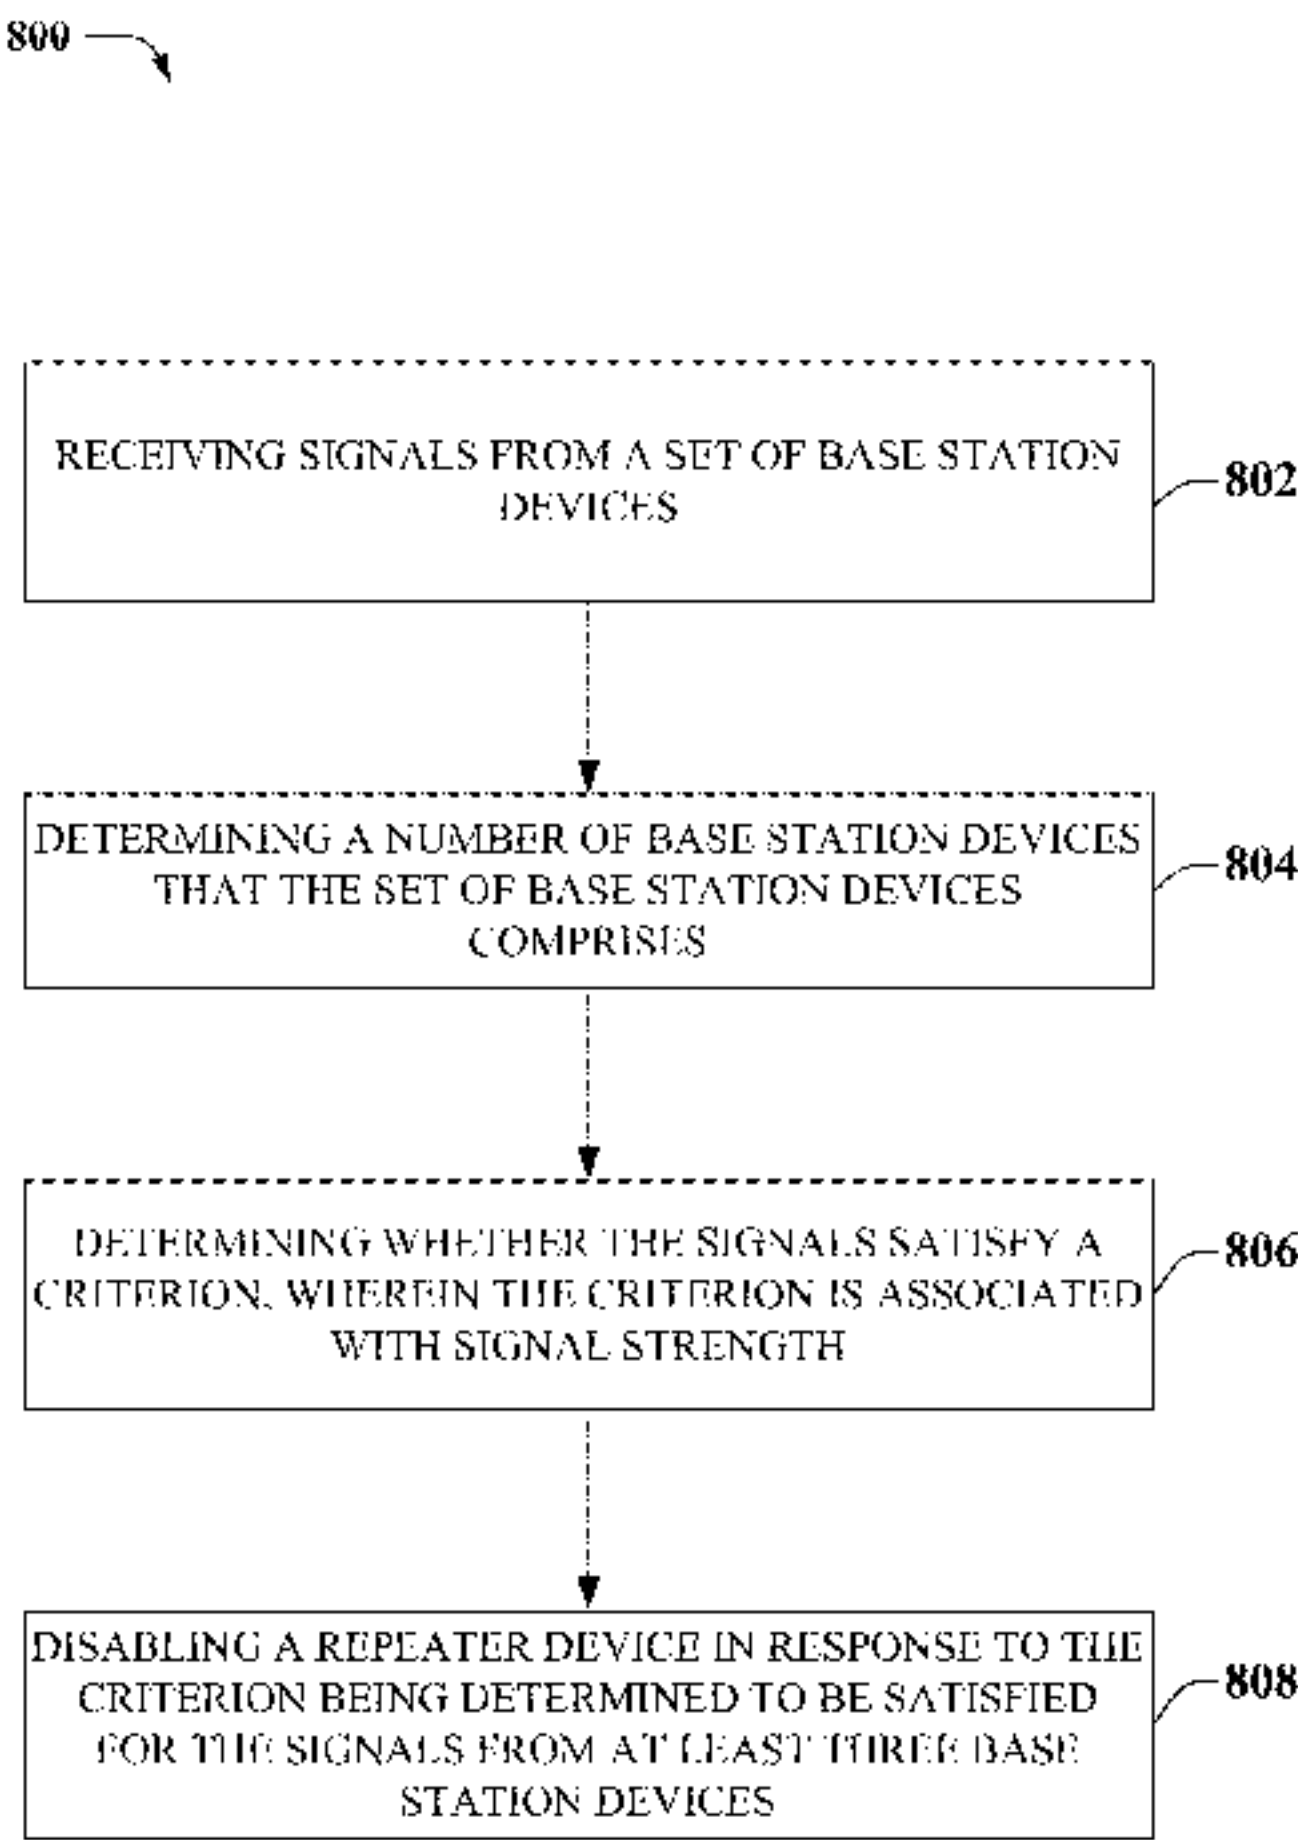 800
RECEIVING SIGNALS FROM A SET OF BASE STATION
DEVICES
802
DETERMINING A NUMBER OF BASE STATION DEVICES
THAT THE SET OF BASE STATION DEVICES
COMPRISES
804
DETERMINING WHETHER THE SIGNALS SATISFY A
CRITERION, WHEREIN THE CRITERION IS ASSOCIATED
WITH SIGNAL STRENGTH
806
DISABLING A REPEATER DEVICE IN RESPONSE TO THE
CRITERION BEING DETERMINED TO BE SATISFIED
FOR THE SIGNALS FROM AT LEAST THREE BASE
STATION DEVICES
808